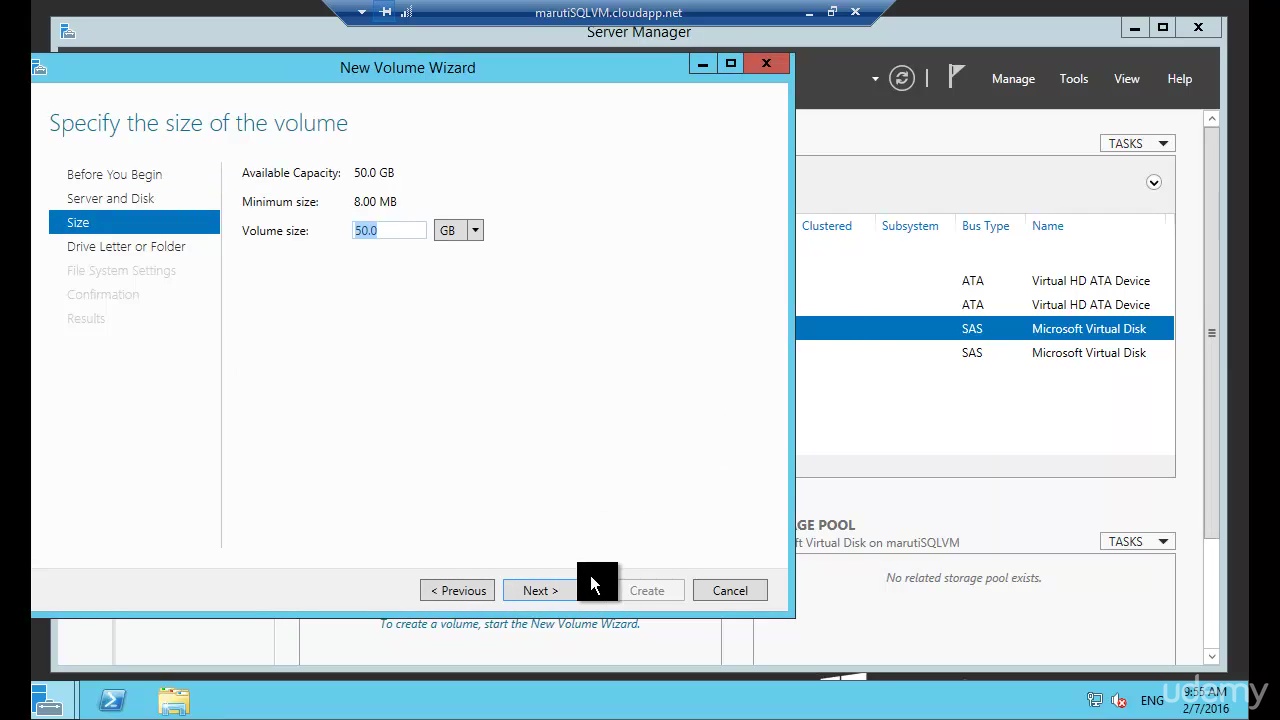 marutiSQLVM.cloudapp.net
Server Manager
New Volume Wizard
Manage
Tools
View
Help
Specify the size of the volume
TASKS
Before You Begin
Server and Disk
Size
Drive Letter or Folder
File System Settings
Confirmation
Results
Available Capacity: 50.0 GB
Minimum size: 8.00 MB
Volume size: 50.0 GB
Clustered Subsystem Bus Type Name
ATA Virtual HD ATA Device
ATA Virtual HD ATA Device
SAS Microsoft Virtual Disk
SAS Microsoft Virtual Disk
AGE POOL
ft Virtual Disk on marutiSQLVM
TASKS
No related storage pool exists.
< Previous
Next >
Create
Cancel
To create a volume, start the New Volume Wizard.
ENG
9:55 AM
2/7/2016
udemy